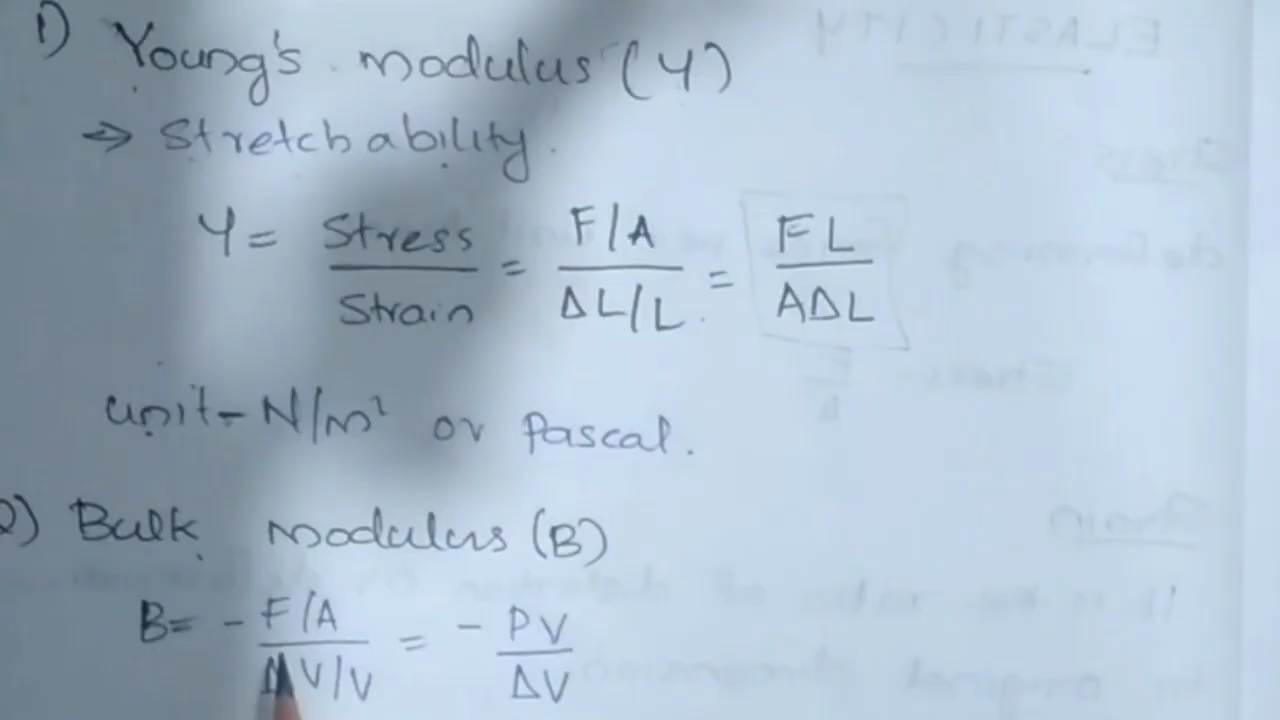 1) Young's modulus (Y)
→ Stretchability.
Y = Stress/Strain = F/A / ΔL/L = FL/AΔL
unit - N/m² or Pascal.
2) Bulk modulus (B)
B = - F/A / ΔV/V = - PV/ΔV